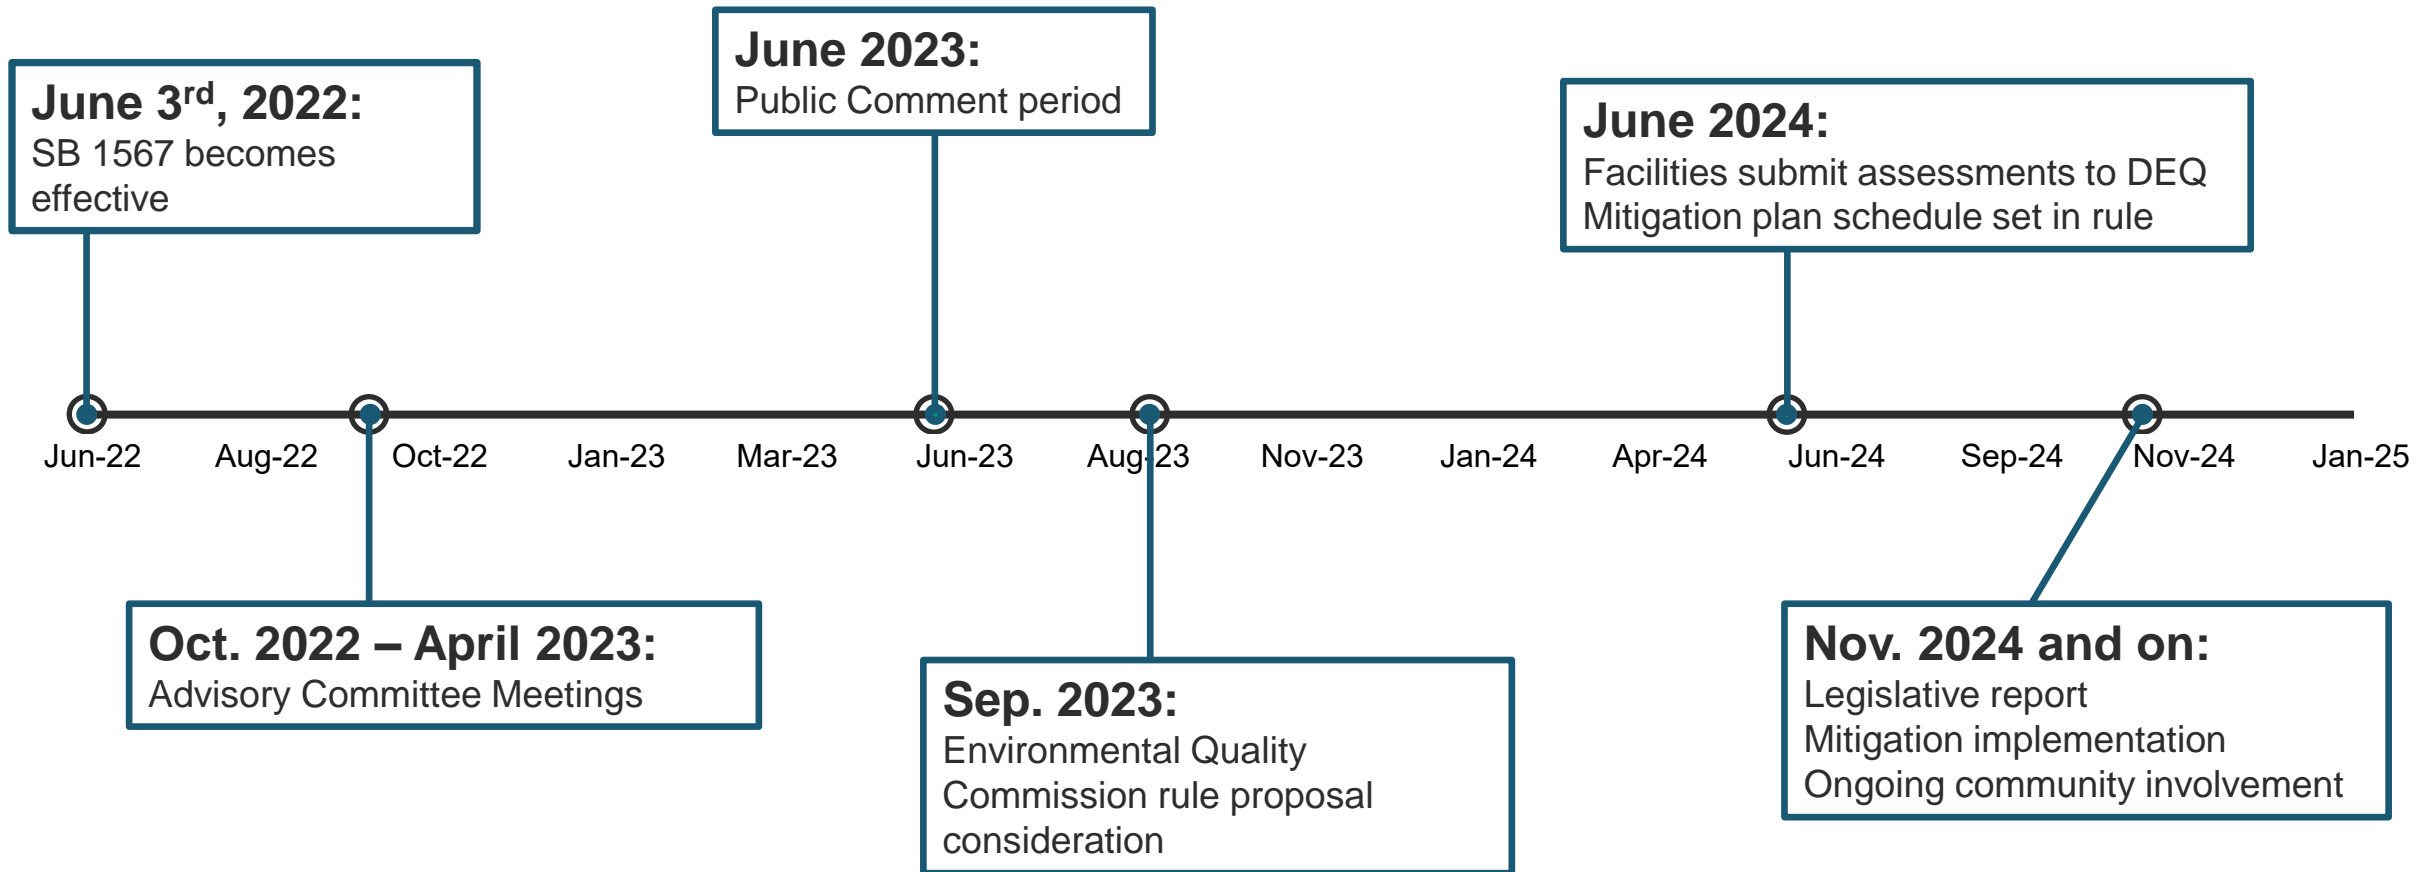 June 2023:
Public Comment period
June 3rd, 2022:
SB 1567 becomes
effective
June 2024:
Facilities submit assessments to DEQ
Mitigation plan schedule set in rule
Jun-22
Aug-22
Oct-22
Jan-23
Mar-23
Jun-23
Aug-23
Nov-23
Jan-24
Apr-24
Jun-24
Sep-24
Nov-24
Jan-25
Oct. 2022 – April 2023:
Advisory Committee Meetings
Sep. 2023:
Environmental Quality
Commission rule proposal
consideration
Nov. 2024 and on:
Legislative report
Mitigation implementation
Ongoing community involvement